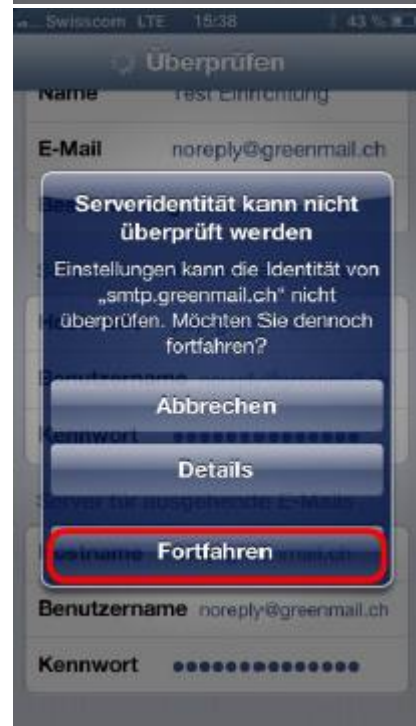 Swisscom LTE 15:38 43 %
Überprüfen
Name Test Einrichtung
E-Mail noreply@greenmail.ch
Serveridentität kann nicht
überprüft werden
Einstellungen kann die Identität von
„smtp.greenmail.ch“ nicht
überprüfen. Möchten Sie dennoch
fortfahren?
Abbrechen
Kennwort
Details
Server für ausgehende E-Mails
Hostname
Fortfahren
Benutzername noreply@greenmail.ch
Kennwort ●●●●●●●●●●●●●●